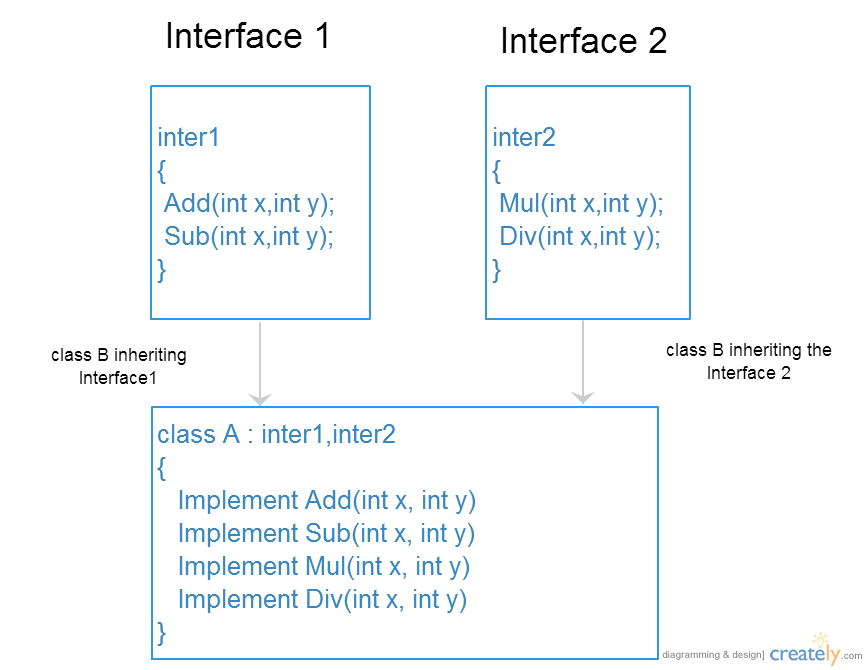 Interface 1
Interface 2
inter1
{
Add(int x,int y);
Sub(int x,int y);
}
inter2
{
Mul(int x,int y);
Div(int x,int y);
}
class B inheriting
Interface1
class B inheriting the
Interface 2
class A : inter1,inter2
{
Implement Add(int x, int y)
Implement Sub(int x, int y)
Implement Mul(int x, int y)
Implement Div(int x, int y)
}
diagramming & design] creately.com